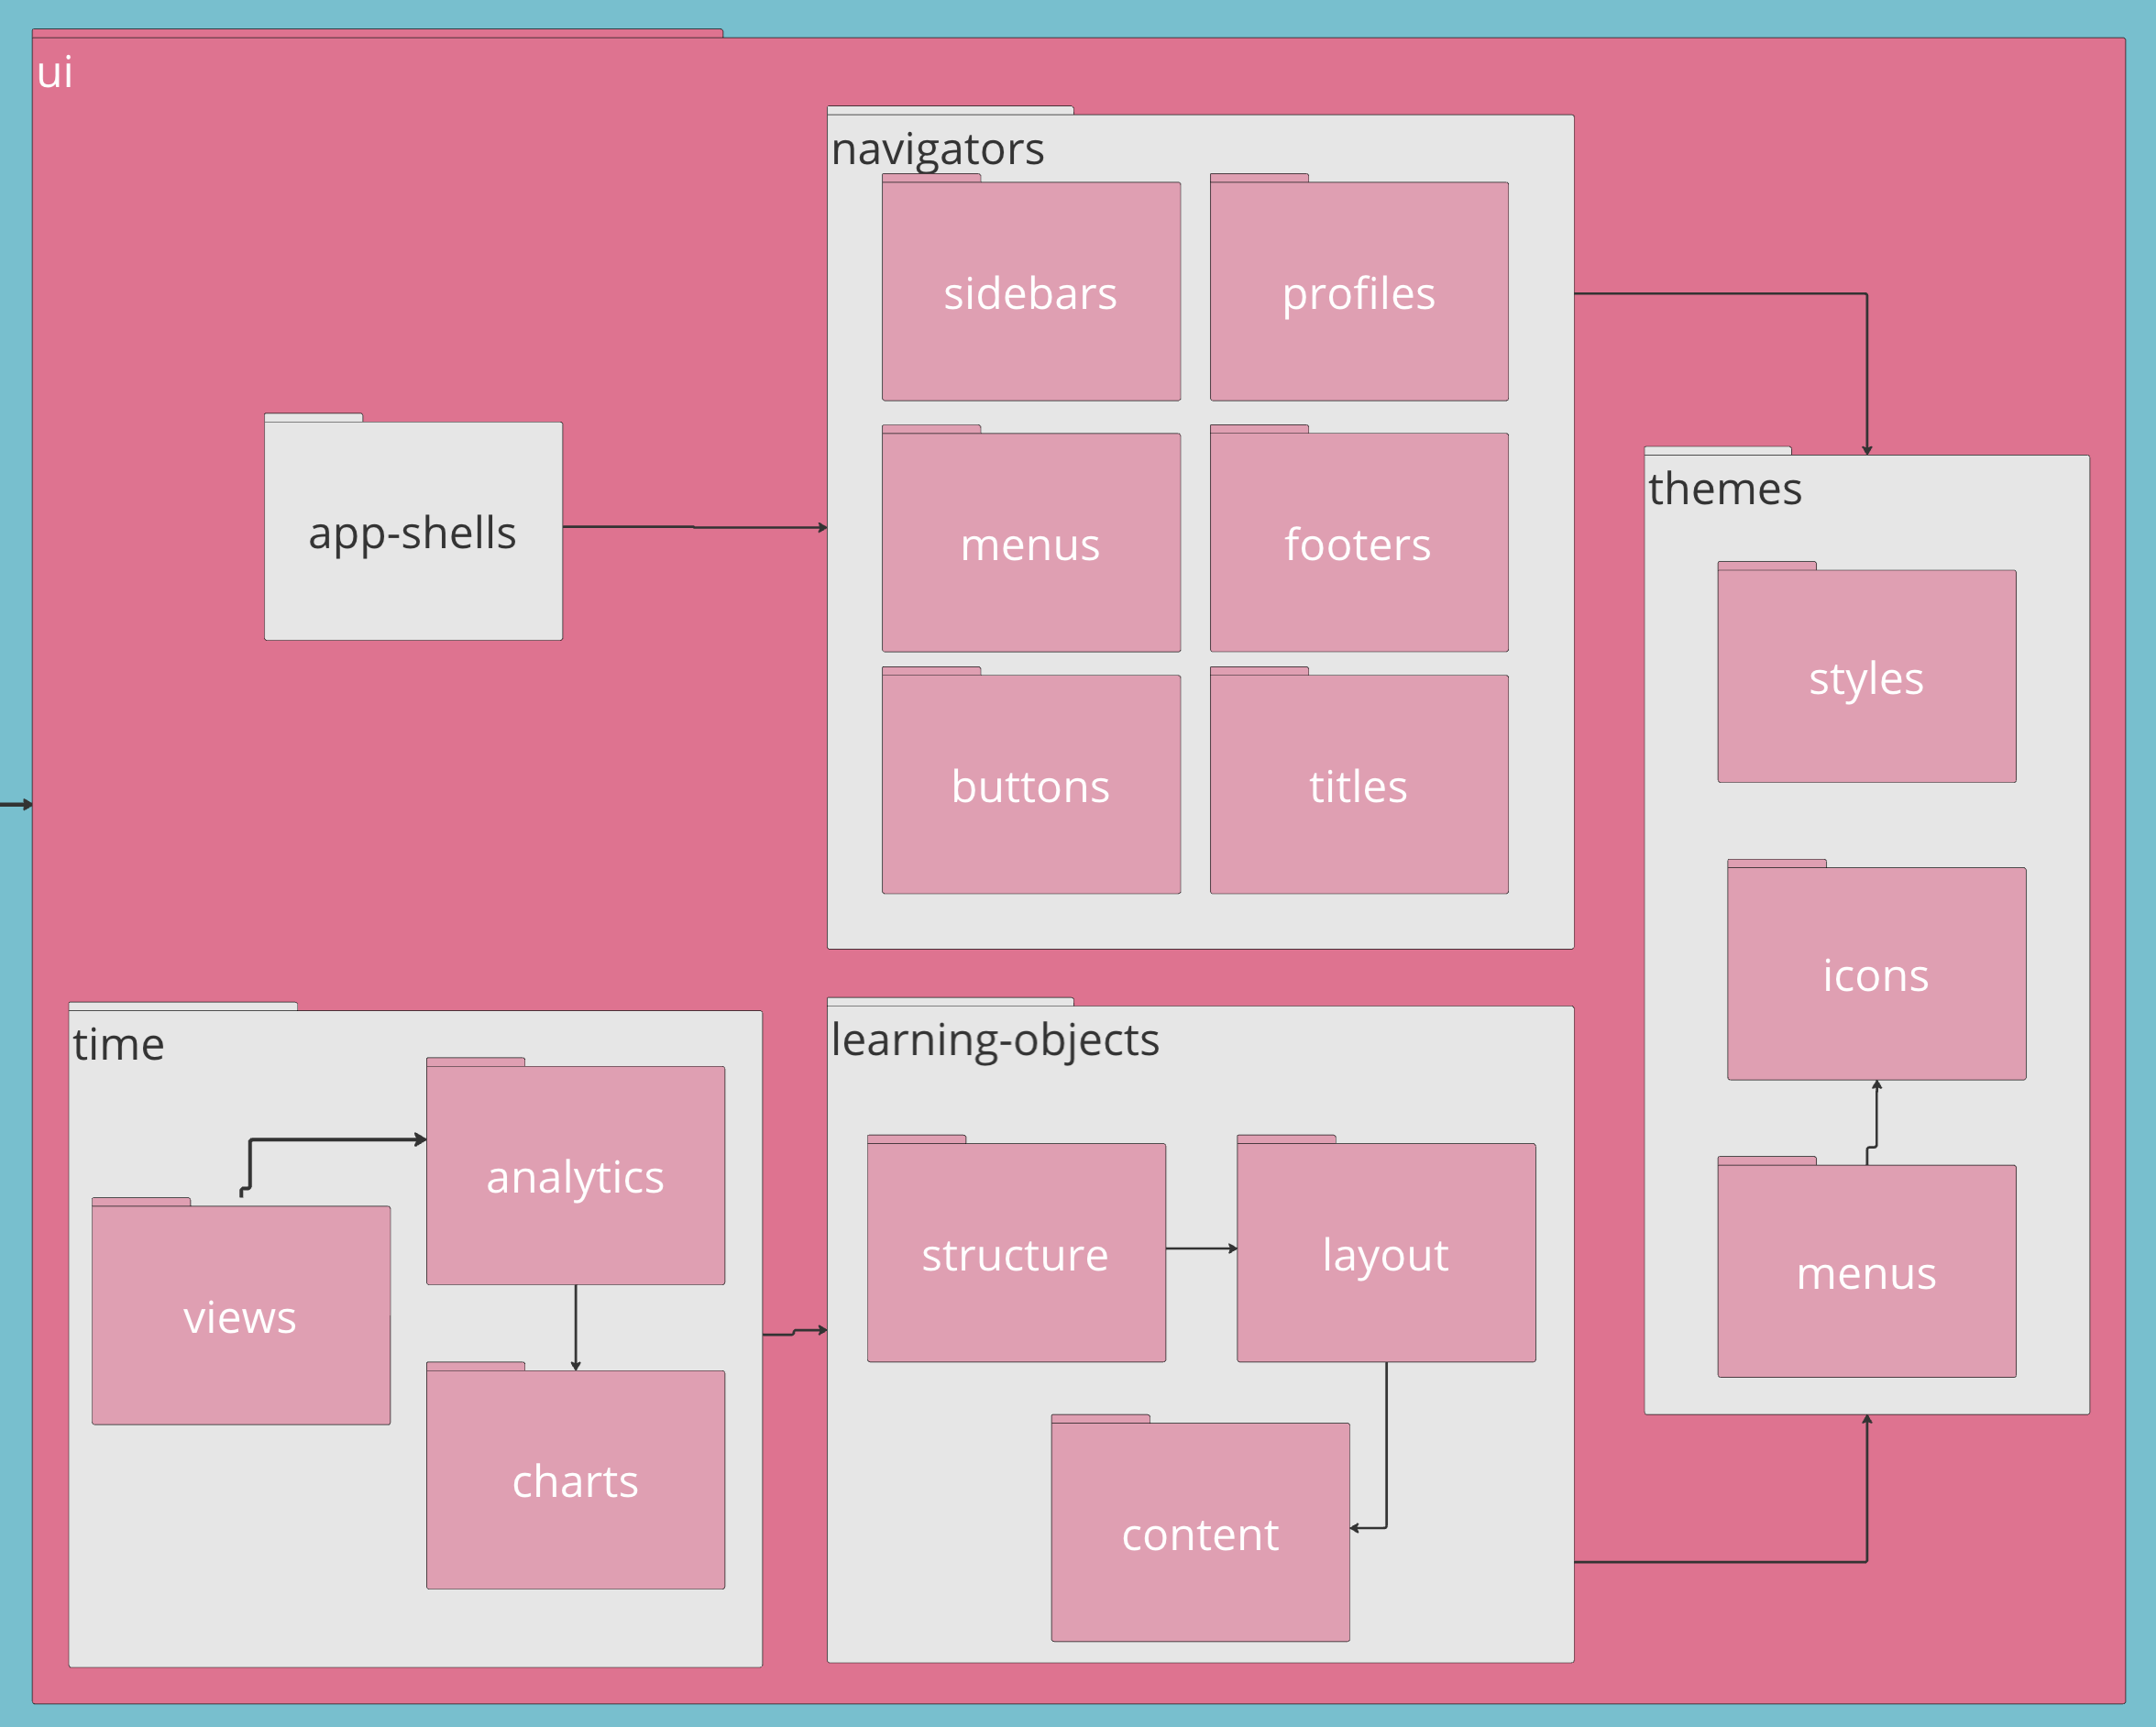 ui
navigators
sidebars
profiles
app-shells
menus
footers
buttons
titles
themes
styles
icons
menus
time
analytics
views
charts
learning-objects
structure
layout
content